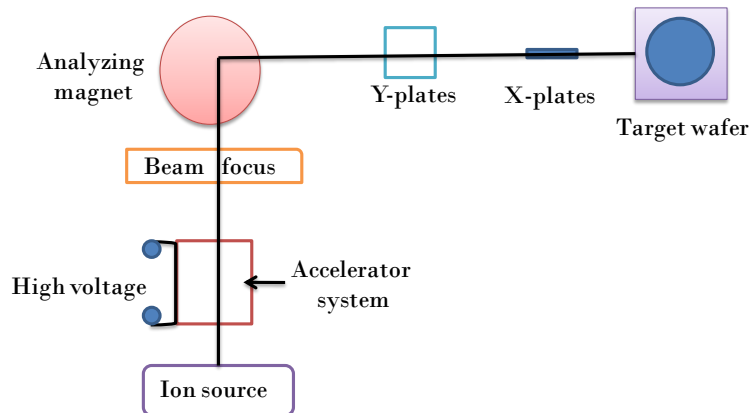 Analyzing
magnet
Y-plates
X-plates
Target wafer
Beam focus
High voltage
Accelerator
system
Ion source